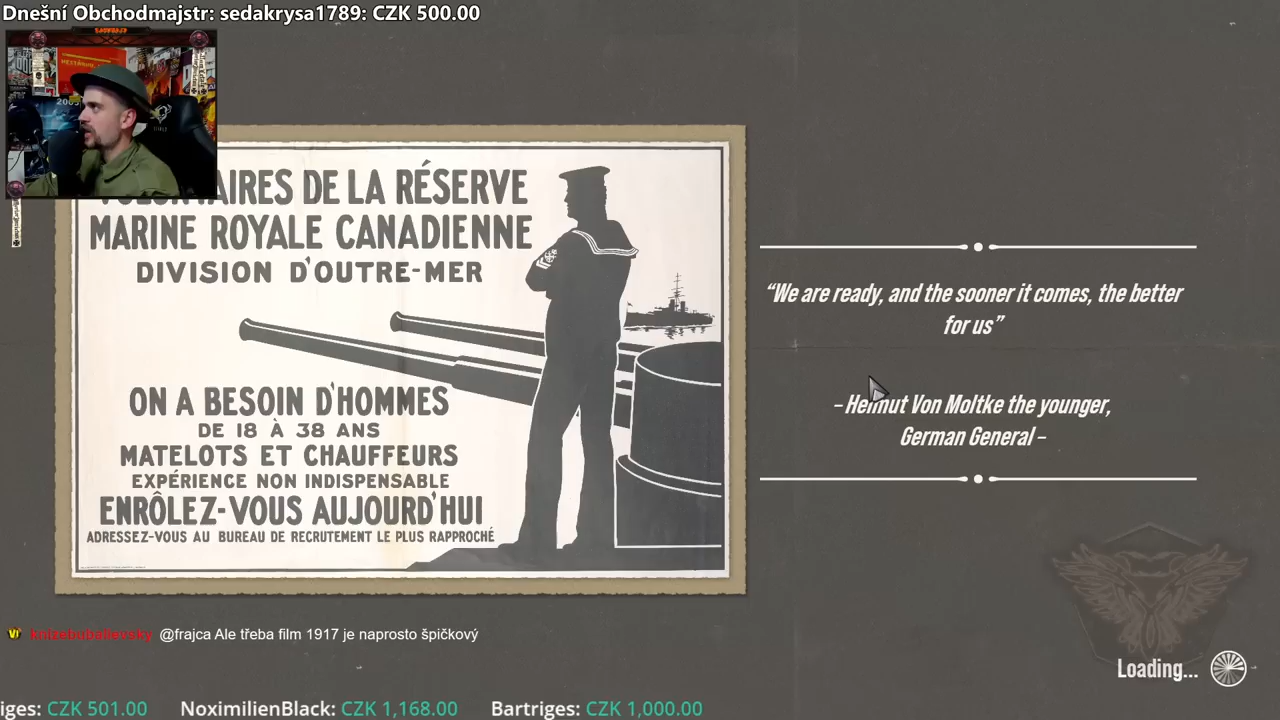 Dnešní Obchodmajstr: sedakrysa1789: CZK 500.00
DE LA RÉSERVE
MARINE ROYALE CANADIENNE
DIVISION D'OUTRE-MER
ON A BESOIN D'HOMMES
DE 18 À 38 ANS
MATELOTS ET CHAUFFEURS
EXPÉRIENCE NON INDISPENSABLE
ENRÔLEZ-VOUS AUJOURD'HUI
ADRESSEZ-VOUS AU BUREAU DE RECRUTEMENT LE PLUS RAPPROCHÉ
“We are ready, and the sooner it comes, the better
for us”
– Helmut Von Moltke the younger,
German General –
Loading...
knizebuballevsky @frajca Ale třeba film 1917 je naprosto špičkový
iges: CZK 501.00 NoximilienBlack: CZK 1,168.00 Bartriges: CZK 1,000.00